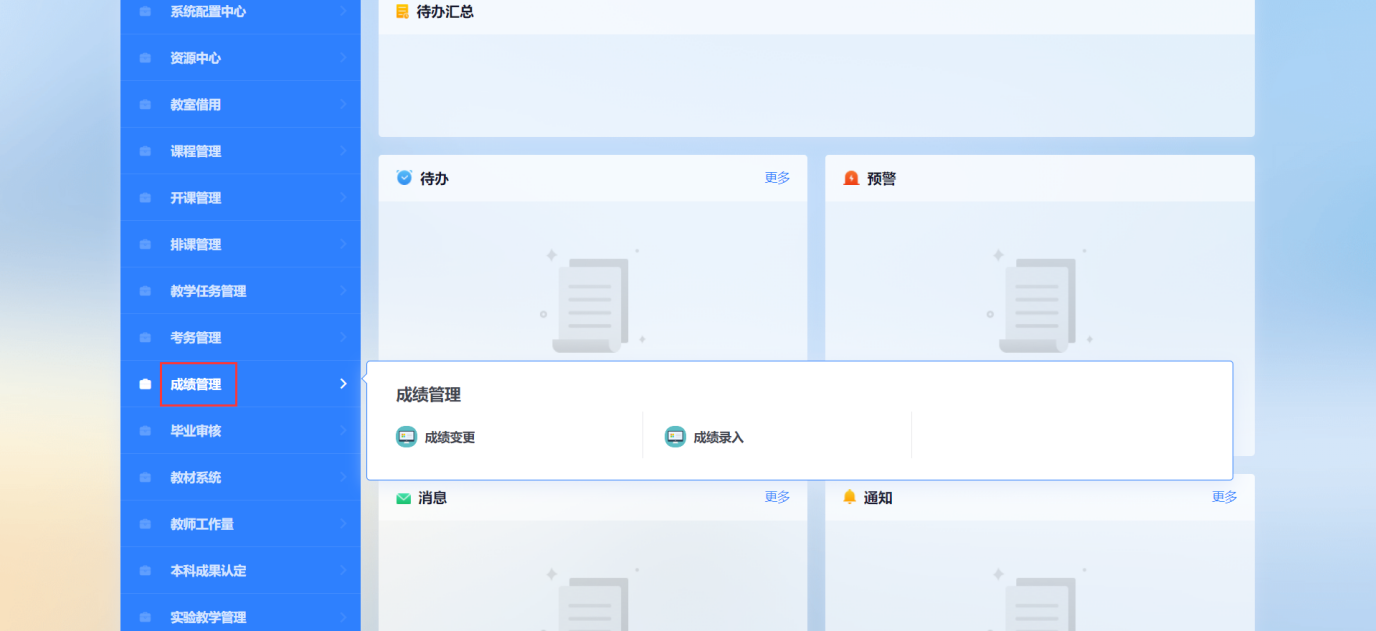 系统配置中心
资源中心
教室借用
课程管理
开课管理
排课管理
教学任务管理
考务管理
成绩管理
毕业审核
教材系统
教师工作量
本科成果认定
实验教学管理
待办汇总
待办 更多
预警
成绩管理
成绩变更 成绩录入
消息 更多
通知 更多